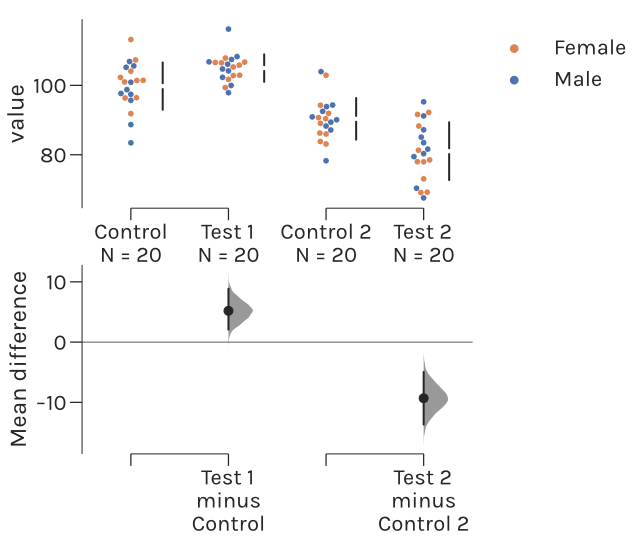 Female
Male
value
100
80
Control
N = 20
Test 1
N = 20
Control 2
N = 20
Test 2
N = 20
Mean difference
10
0
−10
Test 1
minus
Control
Test 2
minus
Control 2